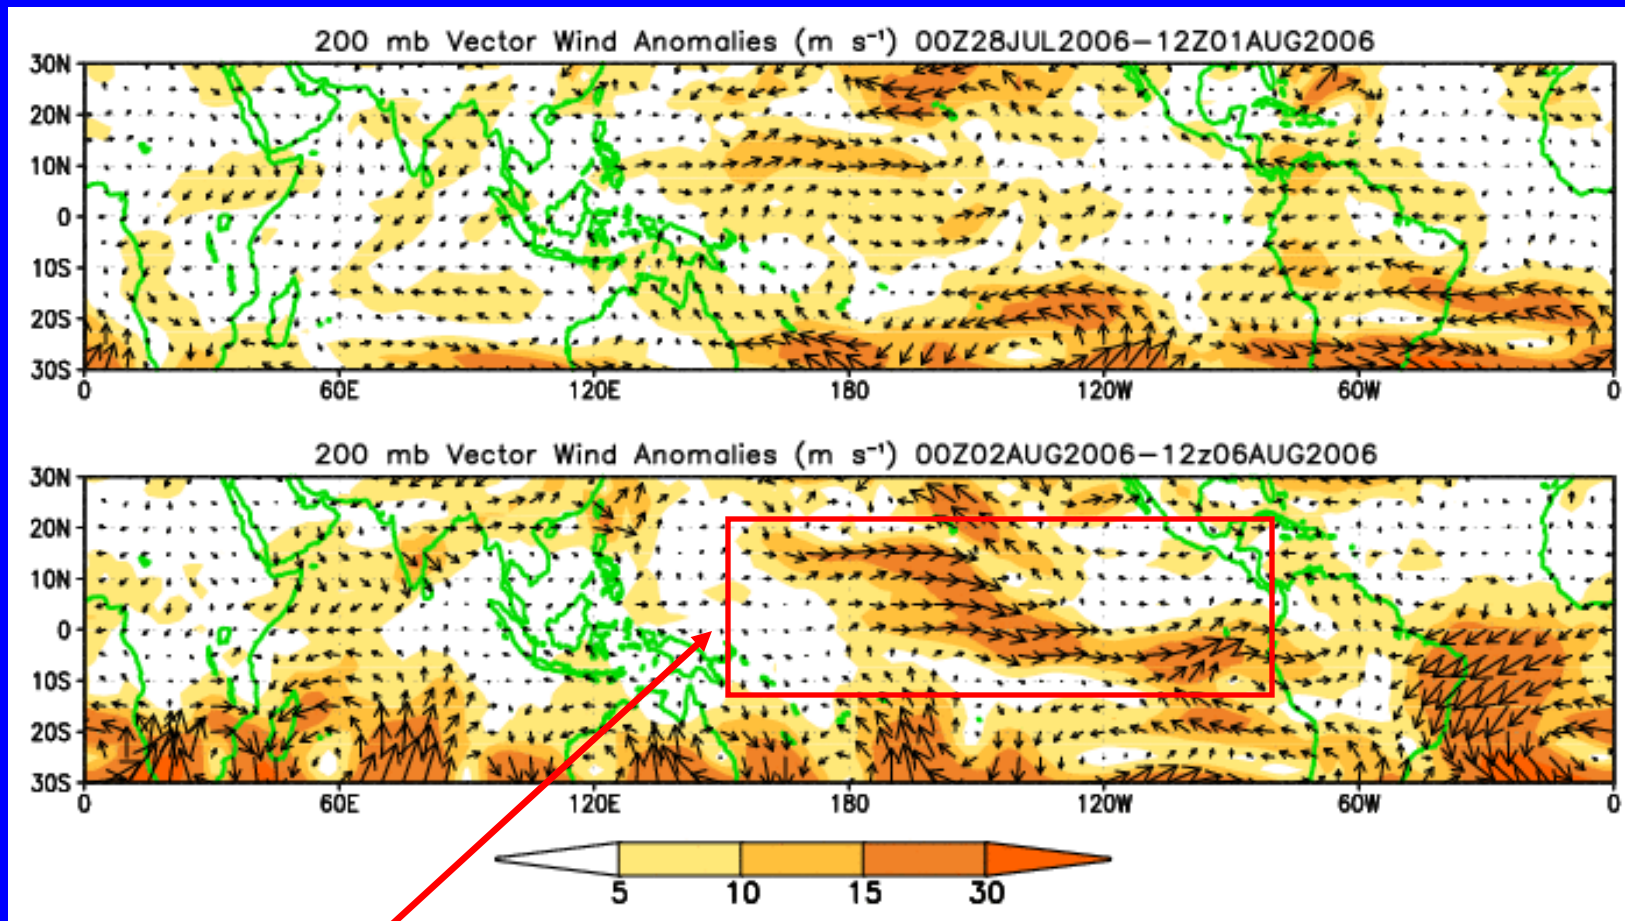 200 mb Vector Wind Anomalies (m s⁻¹) 00Z28JUL2006-12Z01AUG2006
30N
20N
10N
0
10S
20S
30S
0 60E 120E 180 120W 60W 0
200 mb Vector Wind Anomalies (m s⁻¹) 00Z02AUG2006-12z06AUG2006
30N
20N
10N
0
10S
20S
30S
0 60E 120E 180 120W 60W 0
5 10 15 30